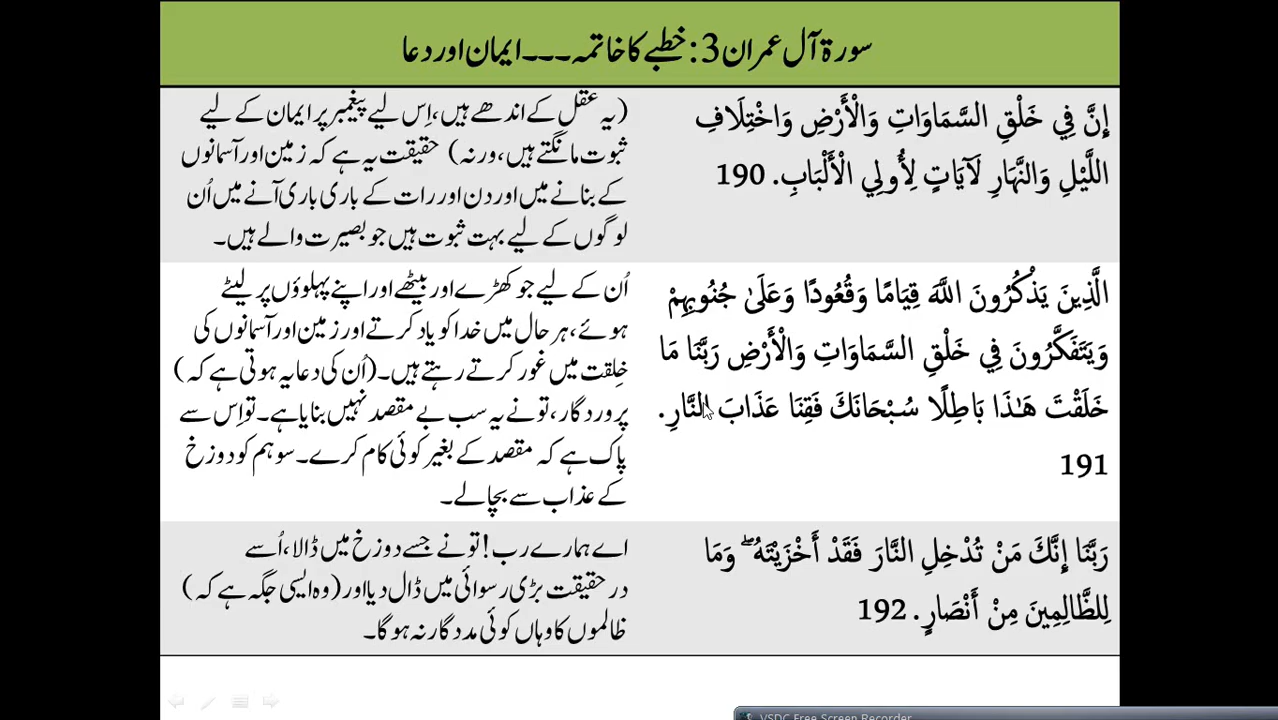 سورۃ آل عمران 3: خطبے کا خاتمہ ۔۔۔ ایمان اور دعا
إِنَّ فِي خَلْقِ السَّمَاوَاتِ وَالْأَرْضِ وَاخْتِلَافِ
اللَّيْلِ وَالنَّهَارِ لَآيَاتٍ لِأُولِي الْأَلْبَابِ. 190
(یہ عقل کے اندھے ہیں، اِس لیے پیغمبر پر ایمان کے لیے
ثبوت مانگتے ہیں، ورنہ) حقیقت یہ ہے کہ زمین اور آسمانوں
کے بنانے میں اور دن اور رات کے باری باری آنے میں اُن
لوگوں کے لیے بہت ثبوت ہیں جو بصیرت والے ہیں۔
الَّذِينَ يَذْكُرُونَ اللَّهَ قِيَامًا وَقُعُودًا وَعَلَىٰ جُنُوبِهِمْ
وَيَتَفَكَّرُونَ فِي خَلْقِ السَّمَاوَاتِ وَالْأَرْضِ رَبَّنَا مَا
خَلَقْتَ هَـٰذَا بَاطِلًا سُبْحَانَكَ فَقِنَا عَذَابَ النَّارِ.
191
اُن کے لیے جو کھڑے اور بیٹھے اور اپنے پہلوؤں پر لیٹے
ہوئے، ہر حال میں خدا کو یاد کرتے اور زمین اور آسمانوں کی
خِلقت میں غور کرتے رہتے ہیں۔ (اُن کی دعا یہ ہوتی ہے کہ)
پروردگار، تو نے یہ سب بے مقصد نہیں بنایا ہے۔ تو اِس سے
پاک ہے کہ مقصد کے بغیر کوئی کام کرے۔ سو ہم کو دوزخ
کے عذاب سے بچا لے۔
رَبَّنَا إِنَّكَ مَنْ تُدْخِلِ النَّارَ فَقَدْ أَخْزَيْتَهُ ۖ وَمَا
لِلظَّالِمِينَ مِنْ أَنْصَارٍ. 192
اے ہمارے رب! تو نے جسے دوزخ میں ڈالا، اُسے
درحقیقت بڑی رسوائی میں ڈال دیا اور (وہ ایسی جگہ ہے کہ)
ظالموں کا وہاں کوئی مددگار نہ ہو گا۔
VSDC Free Screen Recorder